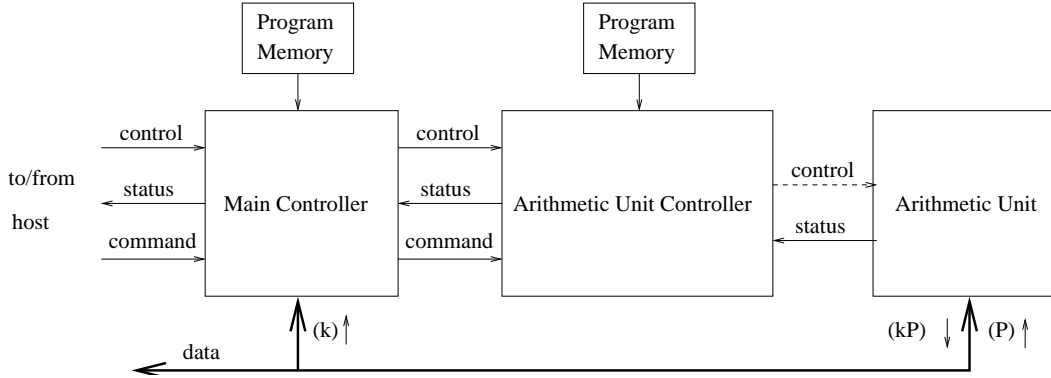 Program
Memory
Program
Memory
control
control
to/from
host
status
status
control
Main Controller
Arithmetic Unit Controller
Arithmetic Unit
command
command
status
(k)
(kP)
(P)
data